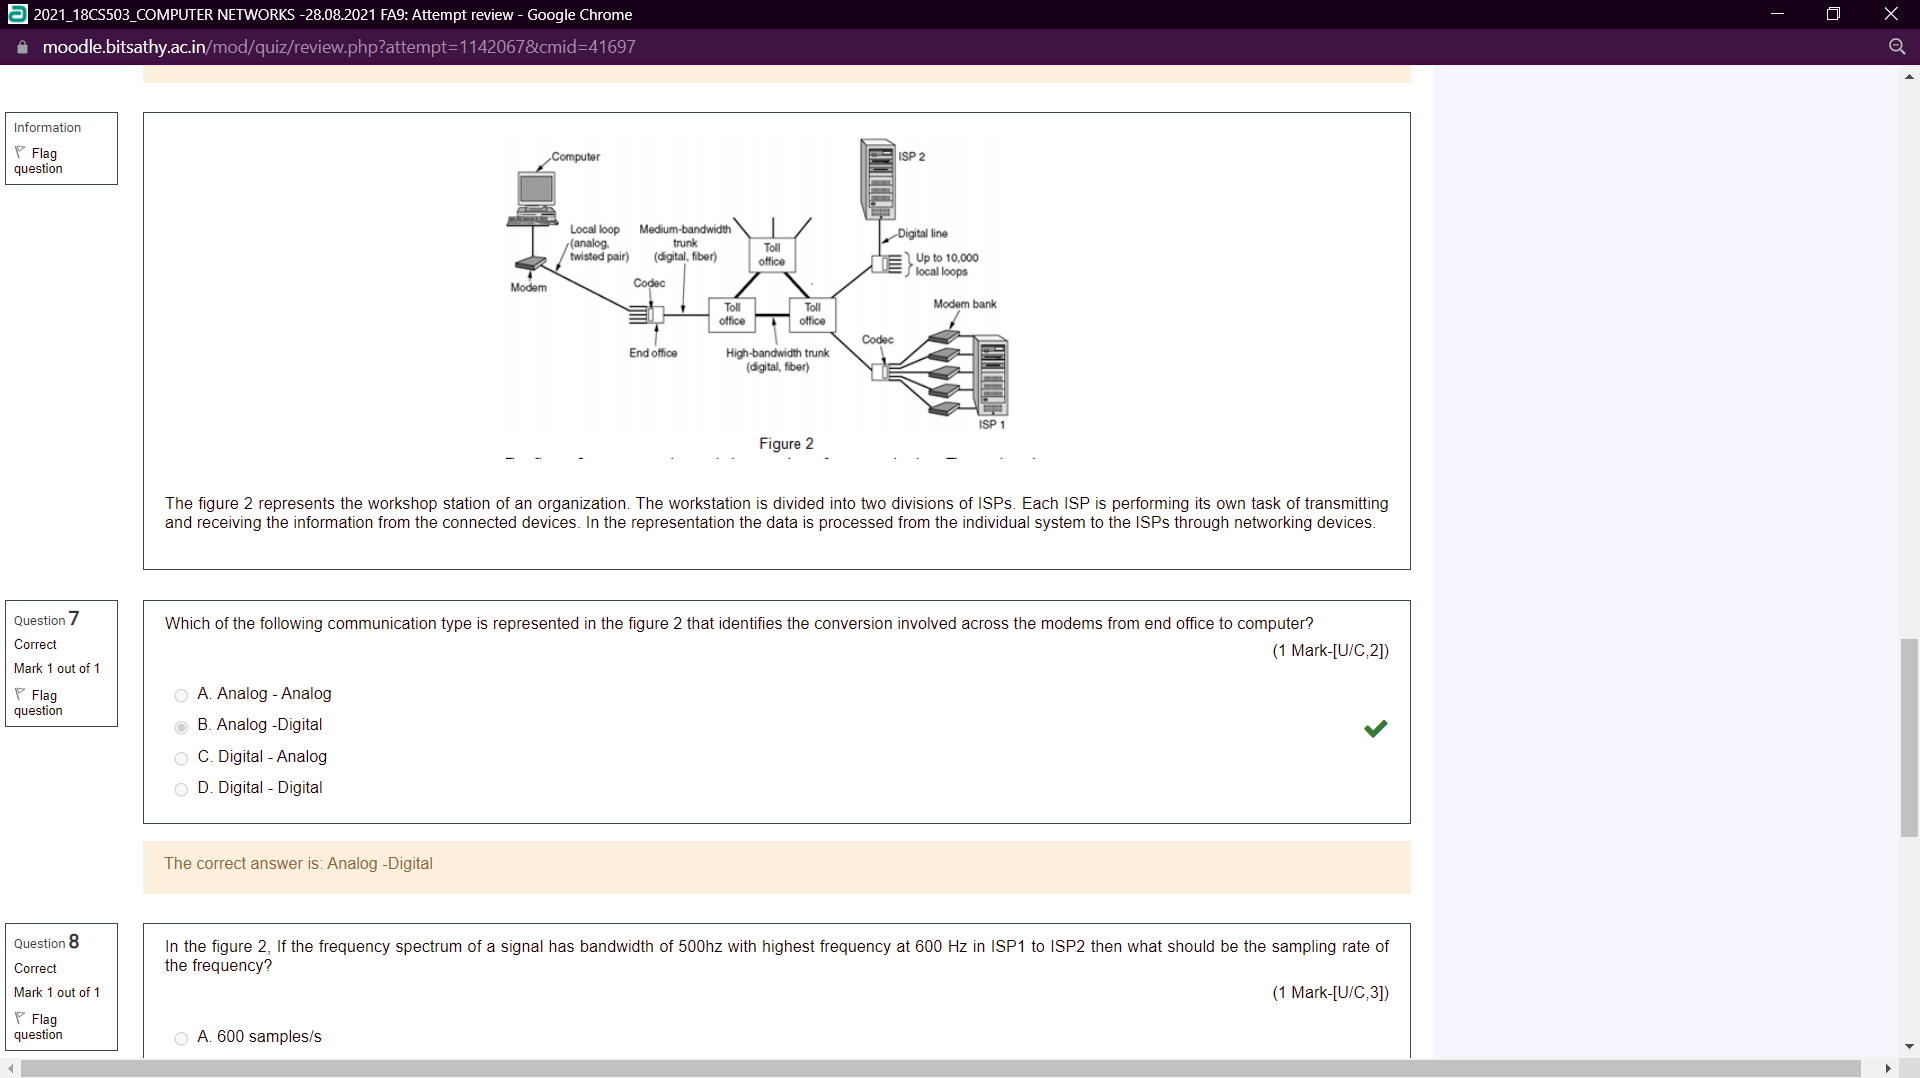 2021_18CS503_COMPUTER NETWORKS -28.08.2021 FA9: Attempt review - Google Chrome
moodle.bitsathy.ac.in/mod/quiz/review.php?attempt=1142067&cmid=41697
Information
Flag
question
Computer
ISP 2
Local loop
(analog,
twisted pair)
Medium-bandwidth
trunk
(digital, fiber)
Toll
office
Digital line
Up to 10,000
local loops
Modem
Codec
Toll
office
Toll
office
Modem bank
End office
High-bandwidth trunk
(digital, fiber)
Codec
ISP 1
Figure 2
The figure 2 represents the workshop station of an organization. The workstation is divided into two divisions of ISPs. Each ISP is performing its own task of transmitting
and receiving the information from the connected devices. In the representation the data is processed from the individual system to the ISPs through networking devices.
Question 7
Correct
Mark 1 out of 1
Flag
question
Which of the following communication type is represented in the figure 2 that identifies the conversion involved across the modems from end office to computer?
(1 Mark-[U/C,2])
A. Analog - Analog
B. Analog -Digital
C. Digital - Analog
D. Digital - Digital
The correct answer is: Analog -Digital
Question 8
Correct
Mark 1 out of 1
Flag
question
In the figure 2, If the frequency spectrum of a signal has bandwidth of 500hz with highest frequency at 600 Hz in ISP1 to ISP2 then what should be the sampling rate of
the frequency?
(1 Mark-[U/C,3])
A. 600 samples/s